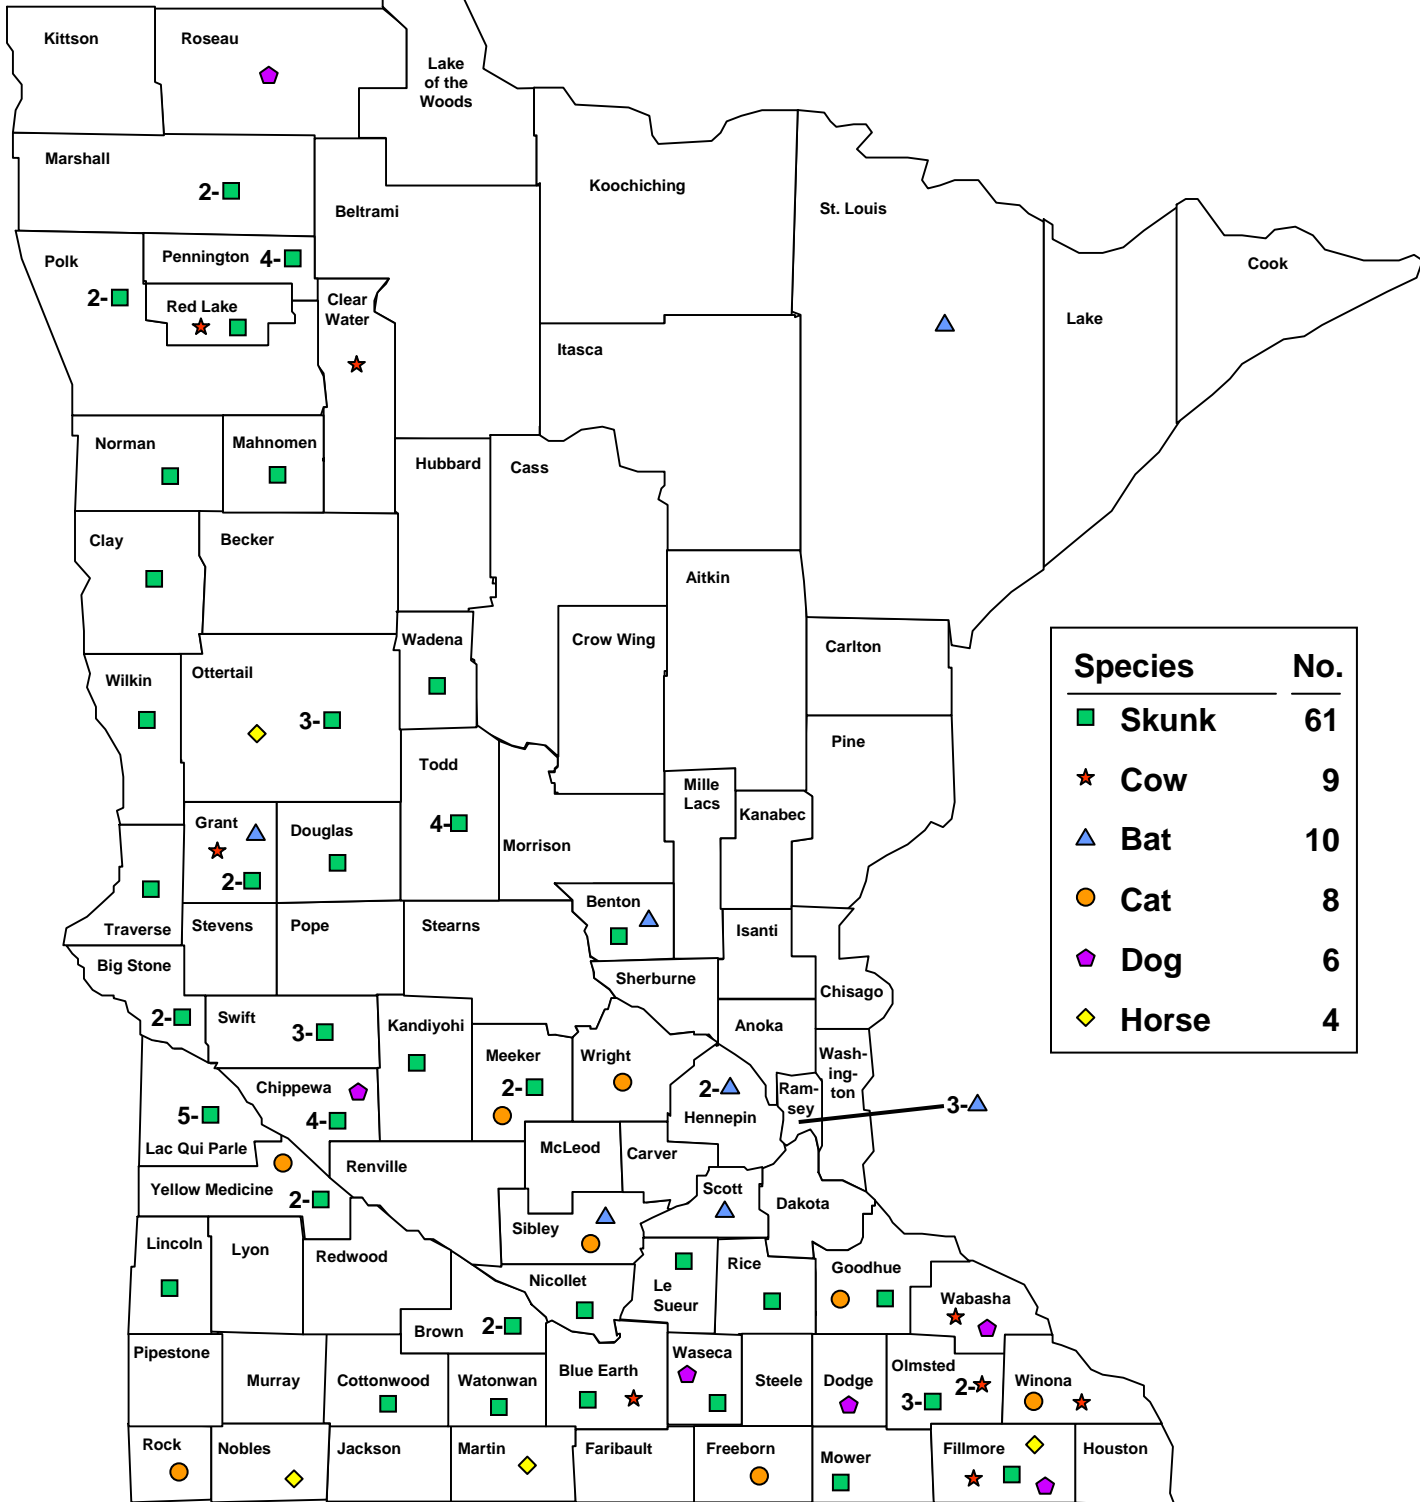 Kittson
Roseau
Lake
of the
Woods
Marshall
2-
Koochiching
St. Louis
Beltrami
Pennington 4-
Polk
2-
Cook
Red Lake
Clear
Water
Lake
Itasca
Norman
Mahnomen
Hubbard
Cass
Clay
Becker
Aitkin
Wadena
Crow Wing
Carlton
Wilkin
Ottertail
3-
Species No.
Skunk 61
Cow 9
Bat 10
Cat 8
Dog 6
Horse 4
Pine
Todd
4-
Mille
Lacs
Kanabec
Grant
2-
Douglas
Morrison
Traverse
Stevens
Pope
Stearns
Benton
Isanti
Big Stone
2-
Sherburne
Chisago
Swift
3-
Kandiyohi
Anoka
Meeker
2-
Wright
Wash-
ing-
ton
Chippewa
4-
2-
Hennepin
Ram-
sey
3-
5-
Lac Qui Parle
McLeod
Carver
Renville
Yellow Medicine
2-
Scott
Dakota
Sibley
Lincoln
Lyon
Redwood
Nicollet
Le
Sueur
Rice
Goodhue
Wabasha
Brown
2-
Pipestone
Murray
Cottonwood
Watonwan
Blue Earth
Waseca
Steele
Dodge
Olmsted
2-
3-
Winona
Rock
Nobles
Jackson
Martin
Faribault
Freeborn
Mower
Fillmore
Houston